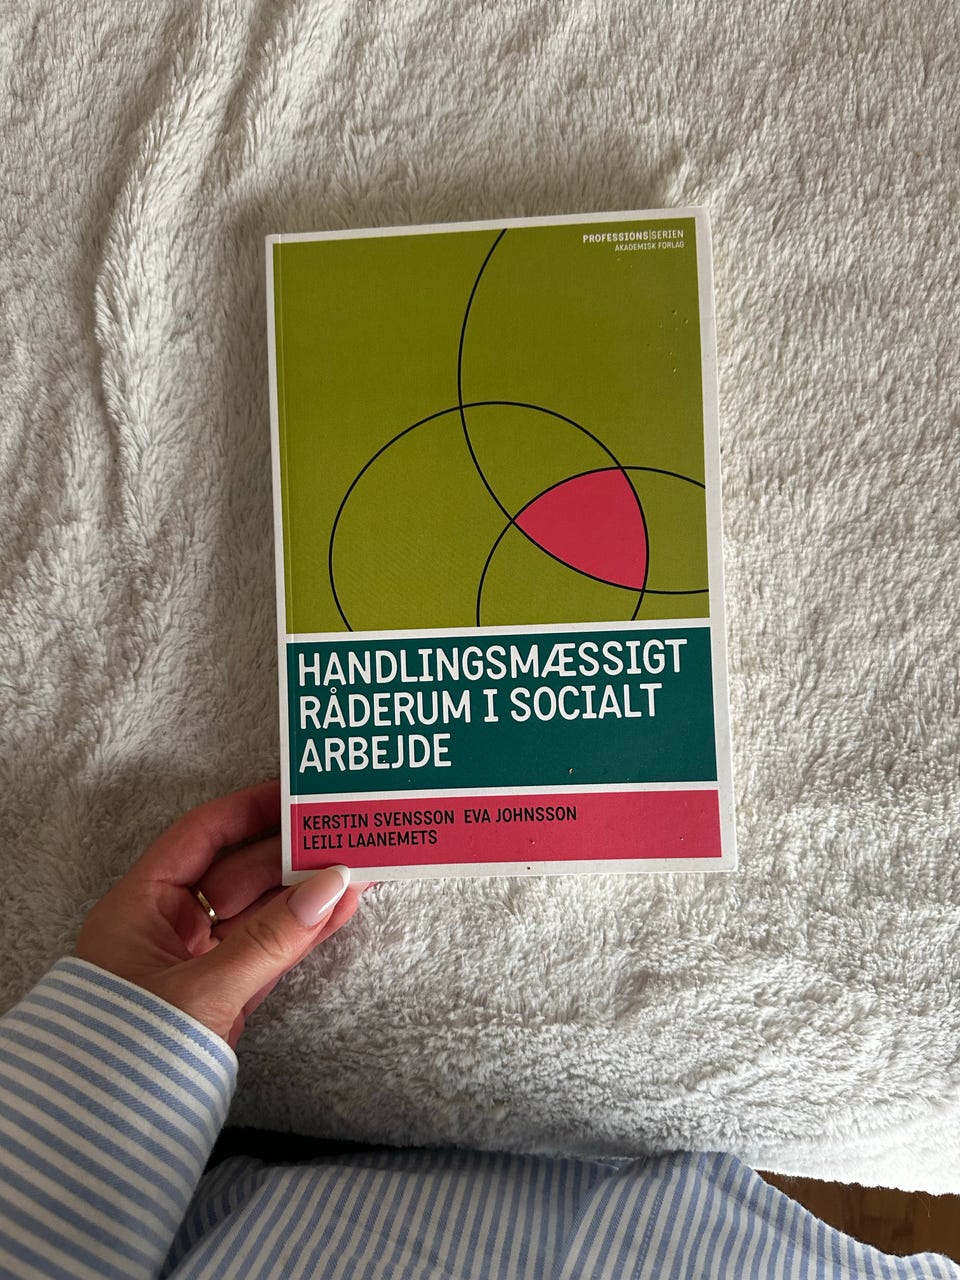 PROFESSIONS|SERIEN
AKADEMISK FORLAG
HANDLINGSMÆSSIGT
RÅDERUM I SOCIALT
ARBEJDE
KERSTIN SVENSSON EVA JOHNSSON
LEILI LAANEMETS